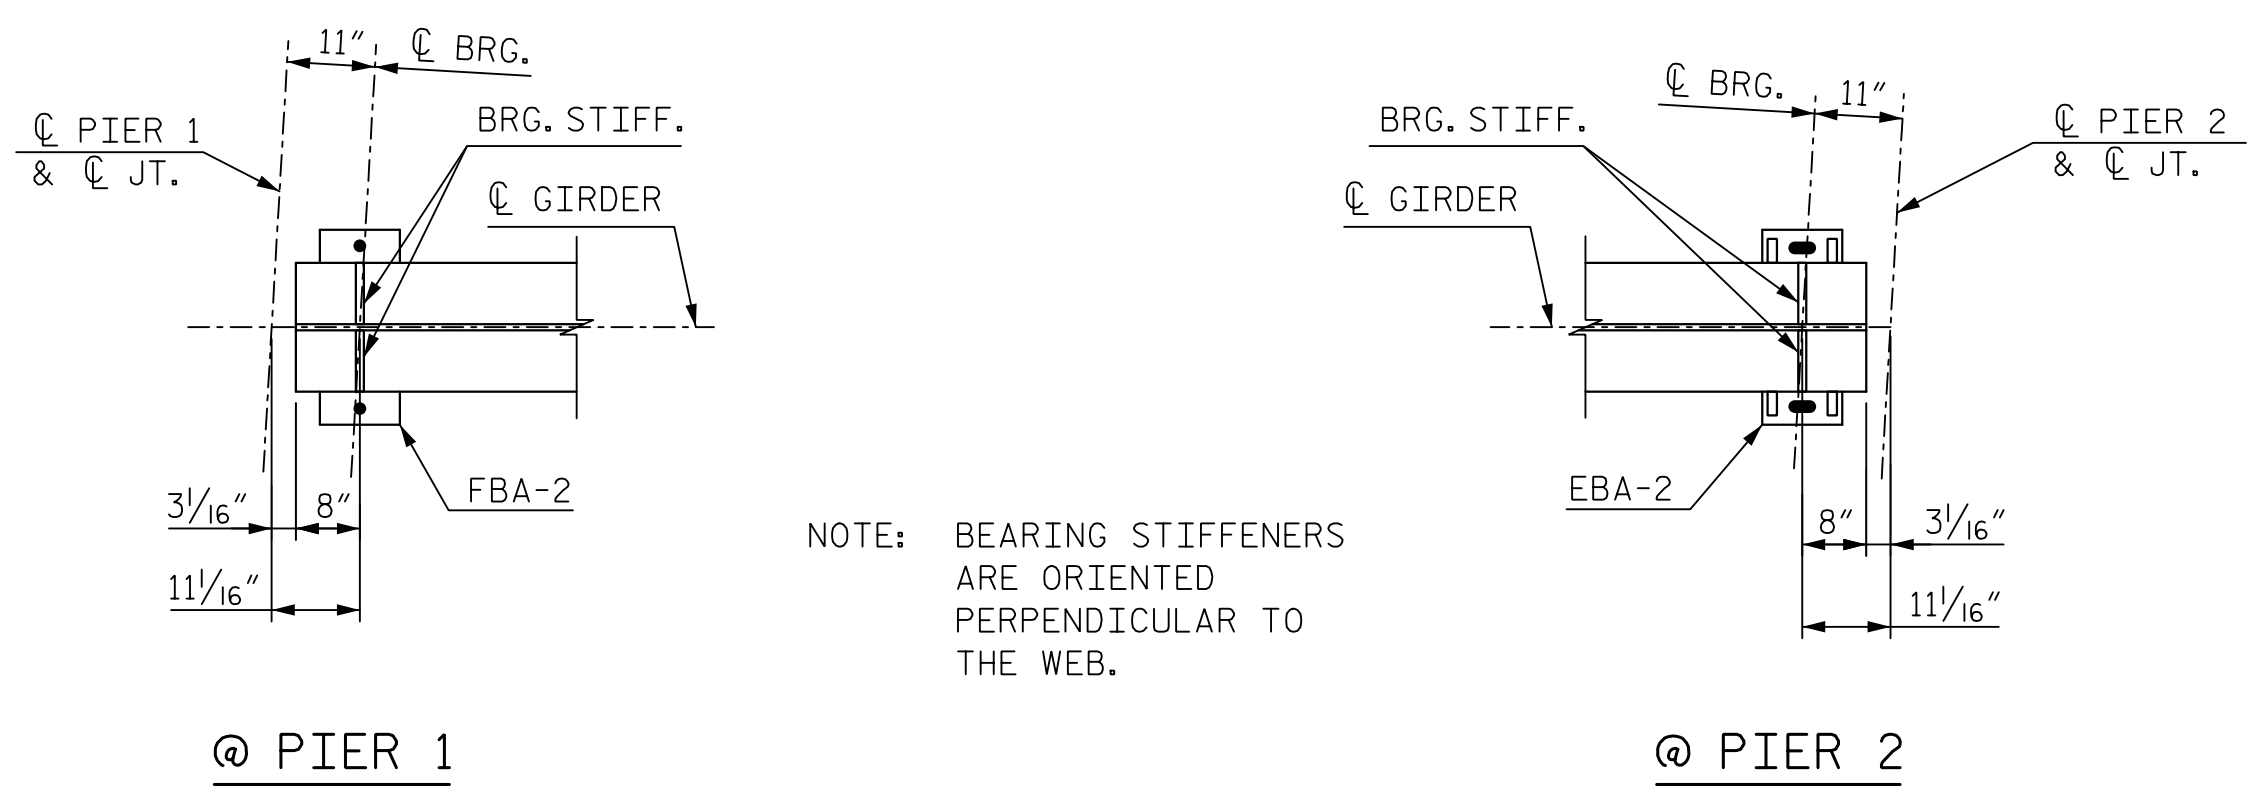 11"
℄ BRG.
℄ PIER 1
& ℄ JT.
BRG. STIFF.
℄ GIRDER
FBA-2
3 1/16"
8"
11 1/16"
@ PIER 1
NOTE: BEARING STIFFENERS
ARE ORIENTED
PERPENDICULAR TO
THE WEB.
℄ BRG.
11"
BRG. STIFF.
℄ PIER 2
& ℄ JT.
℄ GIRDER
EBA-2
8"
3 1/16"
11 1/16"
@ PIER 2